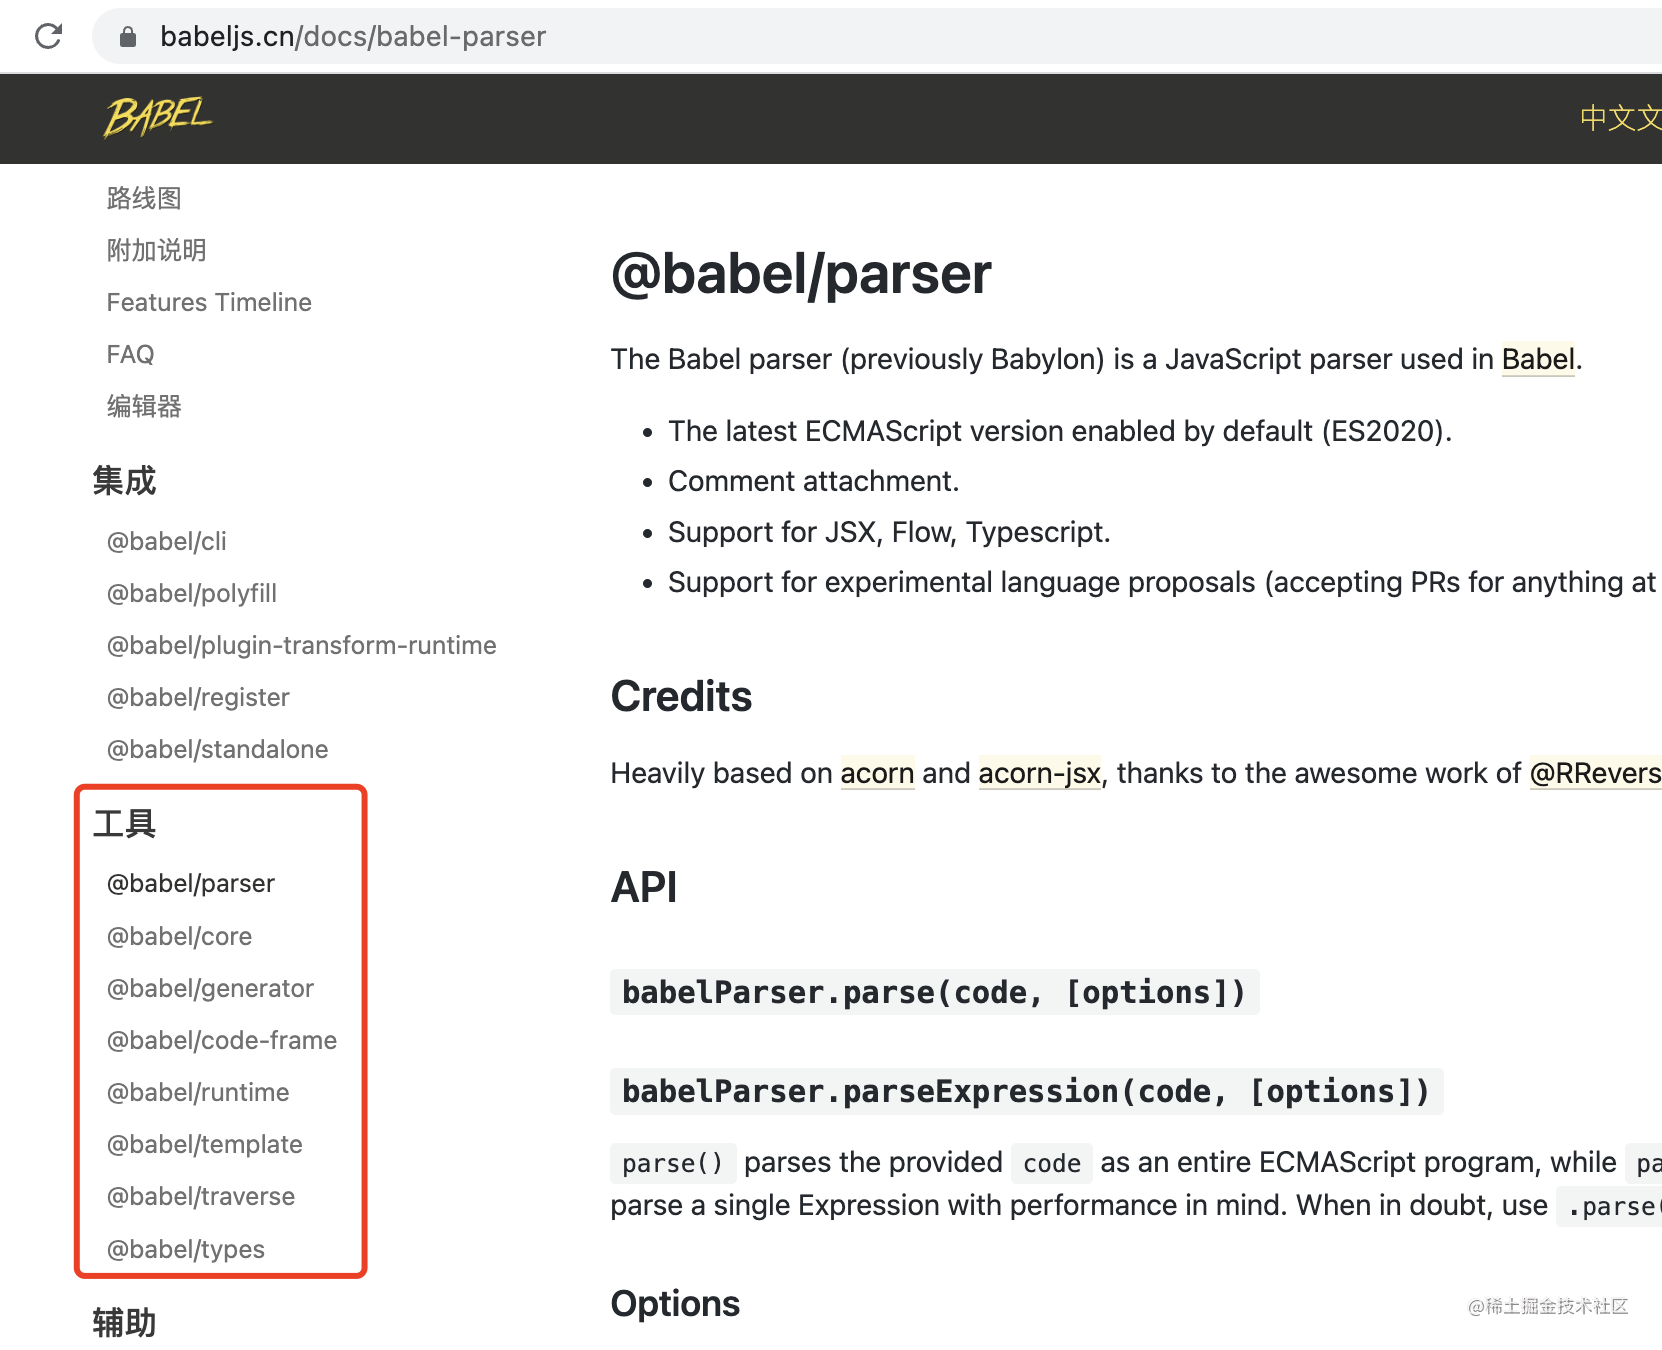 babeljs.cn/docs/babel-parser
BABEL
中文文
路线图
附加说明
Features Timeline
FAQ
编辑器
集成
@babel/cli
@babel/polyfill
@babel/plugin-transform-runtime
@babel/register
@babel/standalone
工具
@babel/parser
@babel/core
@babel/generator
@babel/code-frame
@babel/runtime
@babel/template
@babel/traverse
@babel/types
辅助
@babel/parser
The Babel parser (previously Babylon) is a JavaScript parser used in Babel.
• The latest ECMAScript version enabled by default (ES2020).
• Comment attachment.
• Support for JSX, Flow, Typescript.
• Support for experimental language proposals (accepting PRs for anything at
Credits
Heavily based on acorn and acorn-jsx, thanks to the awesome work of @RRevers
API
babelParser.parse(code, [options])
babelParser.parseExpression(code, [options])
parse() parses the provided code as an entire ECMAScript program, while pa
parse a single Expression with performance in mind. When in doubt, use .parse(
Options
@稀土掘金技术社区